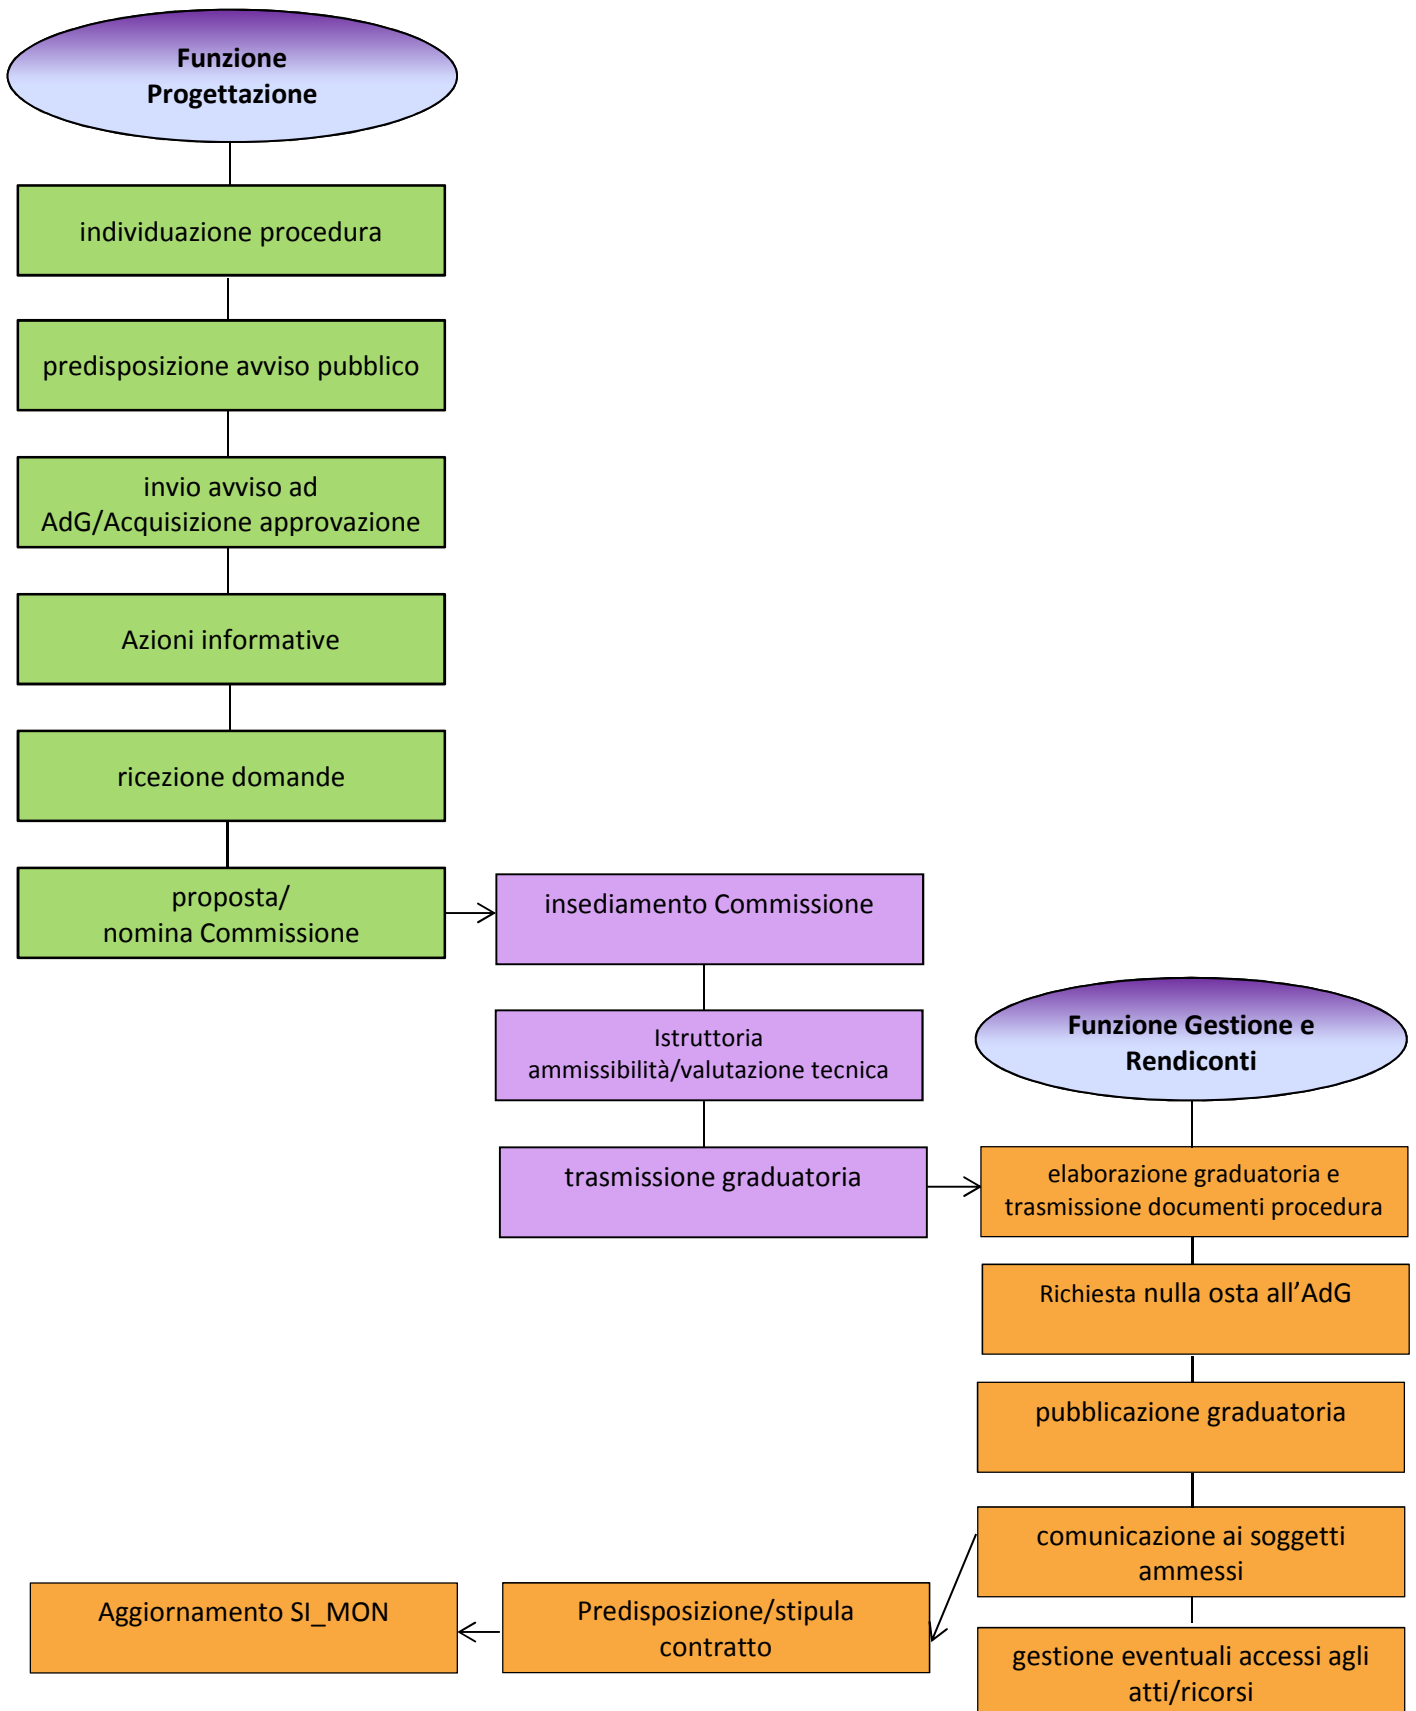 Funzione
Progettazione
individuazione procedura
predisposizione avviso pubblico
invio avviso ad
AdG/Acquisizione approvazione
Azioni informative
ricezione domande
proposta/
nomina Commissione
insediamento Commissione
Istruttoria
ammissibilità/valutazione tecnica
trasmissione graduatoria
Funzione Gestione e
Rendiconti
elaborazione graduatoria e
trasmissione documenti procedura
Richiesta nulla osta all’AdG
pubblicazione graduatoria
comunicazione ai soggetti
ammessi
gestione eventuali accessi agli
atti/ricorsi
Predisposizione/stipula
contratto
Aggiornamento SI_MON